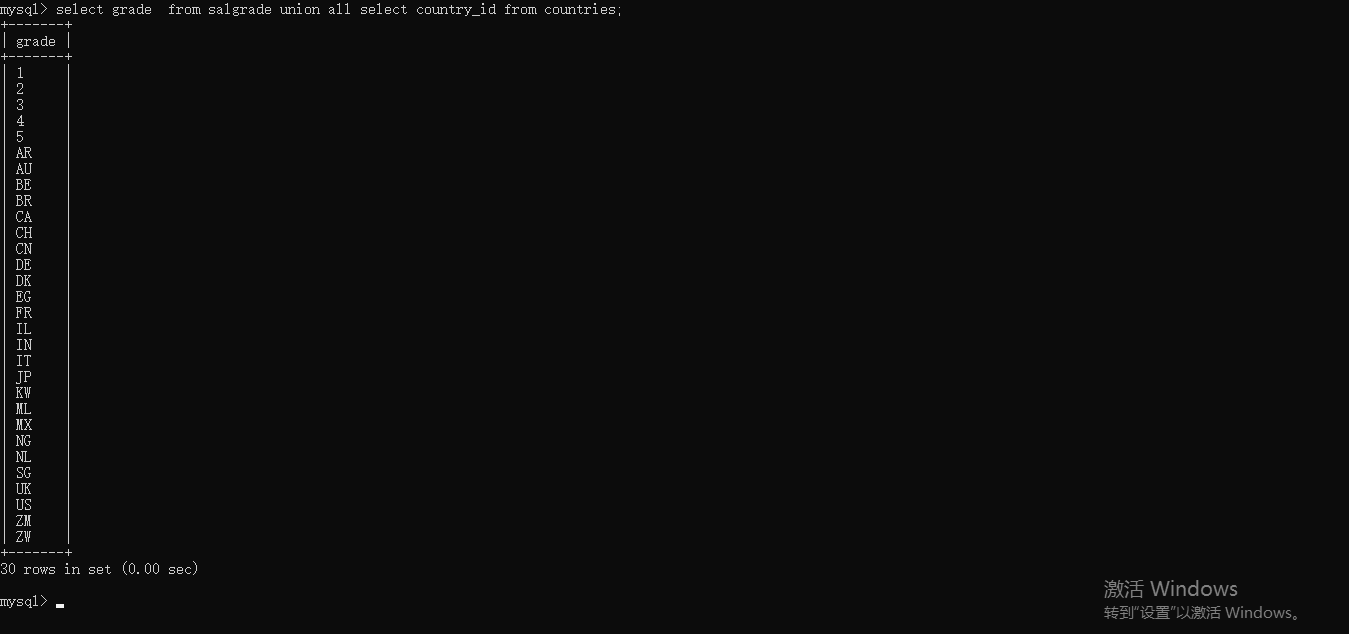 mysql> select grade  from salgrade union all select country_id from countries;
+-------+
| grade |
+-------+
| 1     |
| 2     |
| 3     |
| 4     |
| 5     |
| AR    |
| AU    |
| BE    |
| BR    |
| CA    |
| CH    |
| CN    |
| DE    |
| DK    |
| EG    |
| FR    |
| IL    |
| IN    |
| IT    |
| JP    |
| KW    |
| ML    |
| MX    |
| NG    |
| NL    |
| SG    |
| UK    |
| US    |
| ZM    |
| ZW    |
+-------+
30 rows in set (0.00 sec)
mysql>
激活 Windows
转到“设置”以激活 Windows。